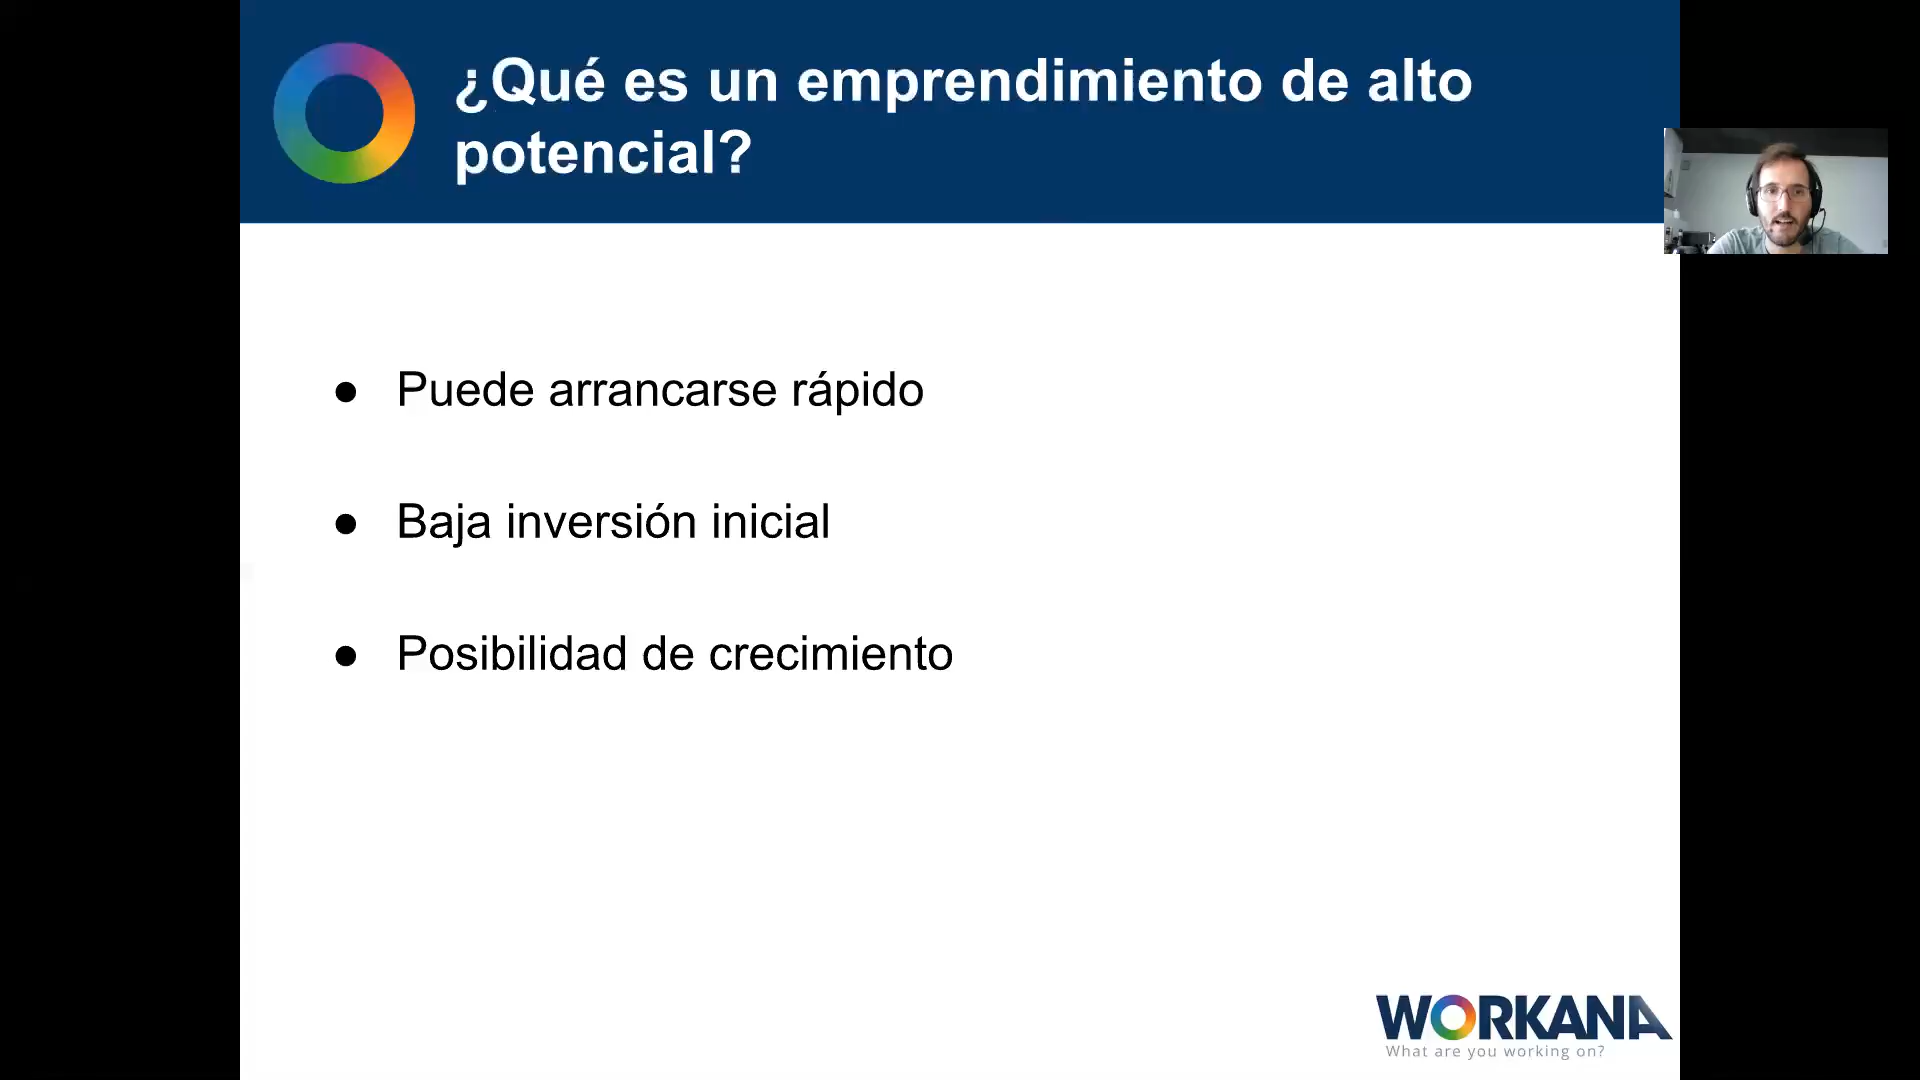 ¿Qué es un emprendimiento de alto
potencial?
● Puede arrancarse rápido
● Baja inversión inicial
● Posibilidad de crecimiento
WORKANA
What are you working on?